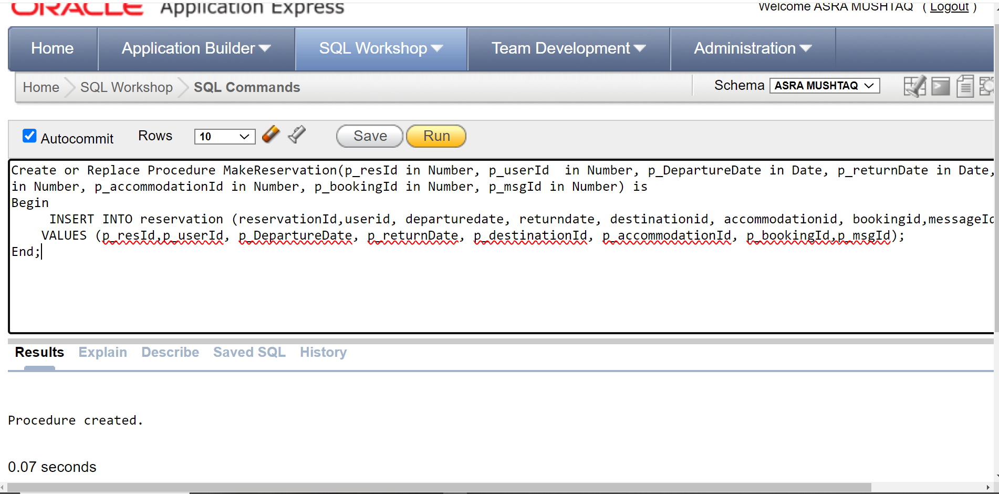 ORACLE Application Express
Welcome ASRA MUSHTAQ ( Logout )
Home Application Builder SQL Workshop Team Development Administration
Home SQL Workshop SQL Commands Schema ASRA MUSHTAQ
Autocommit Rows 10 Save Run
Create or Replace Procedure MakeReservation(p_resId in Number, p_userId  in Number, p_DepartureDate in Date, p_returnDate in Date,
in Number, p_accommodationId in Number, p_bookingId in Number, p_msgId in Number) is
Begin
     INSERT INTO reservation (reservationId,userid, departuredate, returndate, destinationid, accommodationid, bookingid,messageId
    VALUES (p_resId,p_userId, p_DepartureDate, p_returnDate, p_destinationId, p_accommodationId, p_bookingId,p_msgId);
End;
Results Explain Describe Saved SQL History
Procedure created.
0.07 seconds